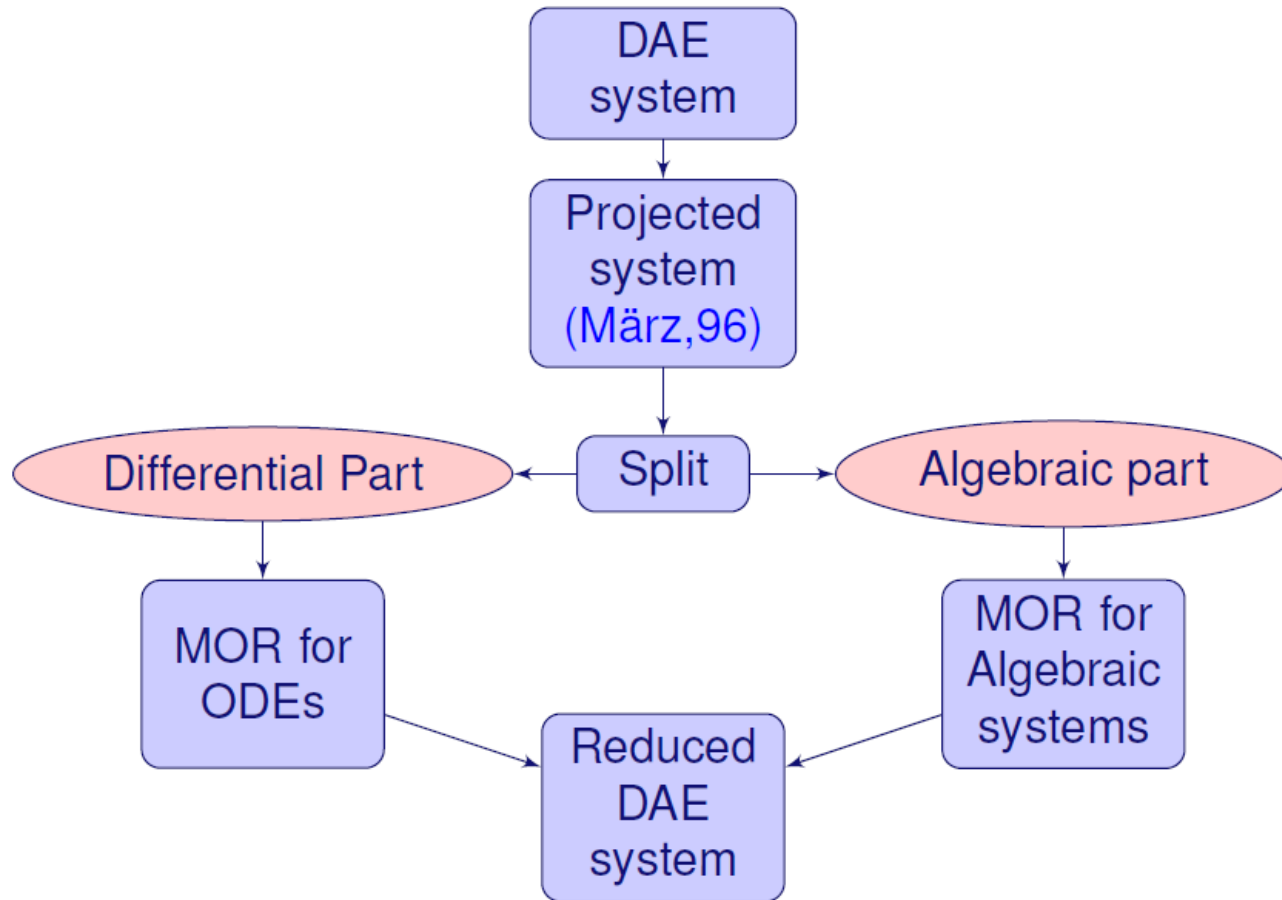 DAE
system
Projected
system
(März,96)
Differential Part
Split
Algebraic part
MOR for
ODEs
MOR for
Algebraic
systems
Reduced
DAE
system